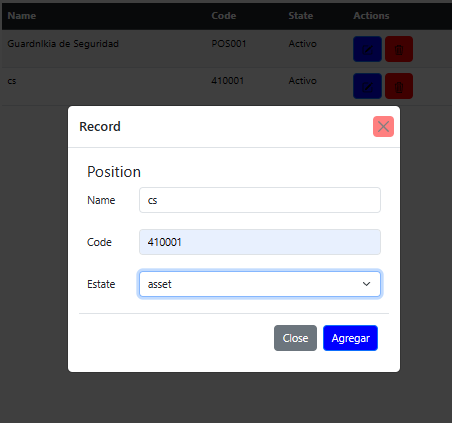 Name Code State Actions
Guardnikia de Seguridad POS001 Activo
cs 410001 Activo
Record
Position
Name cs
Code 410001
Estate asset
Close Agregar